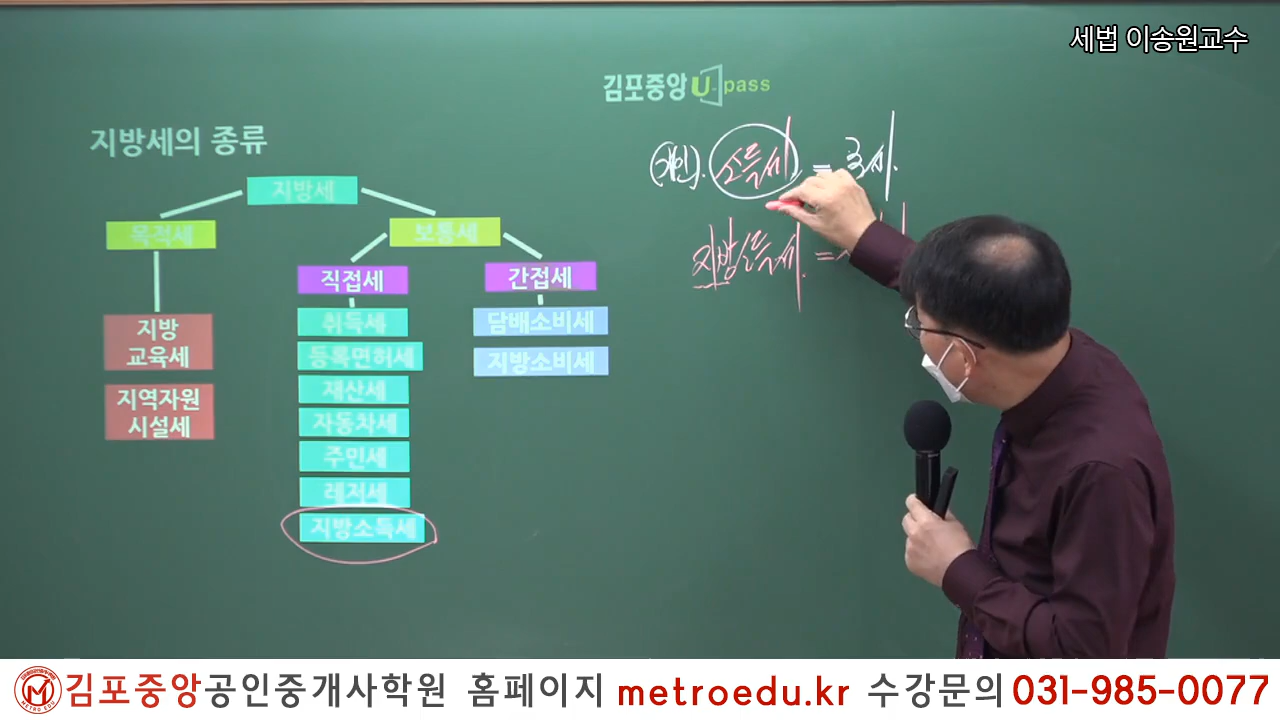 세법 이송원교수
김포중앙 U-pass
지방세의 종류
지방세
목적세
보통세
직접세
간접세
지방
교육세
지역자원
시설세
취득세
등록면허세
재산세
자동차세
주민세
레저세
지방소득세
담배소비세
지방소비세
(개인). 소득세 = 국세.
지방소득세. =
METRO EDU
김포중앙공인중개사학원 홈페이지 metroedu.kr 수강문의 031-985-0077